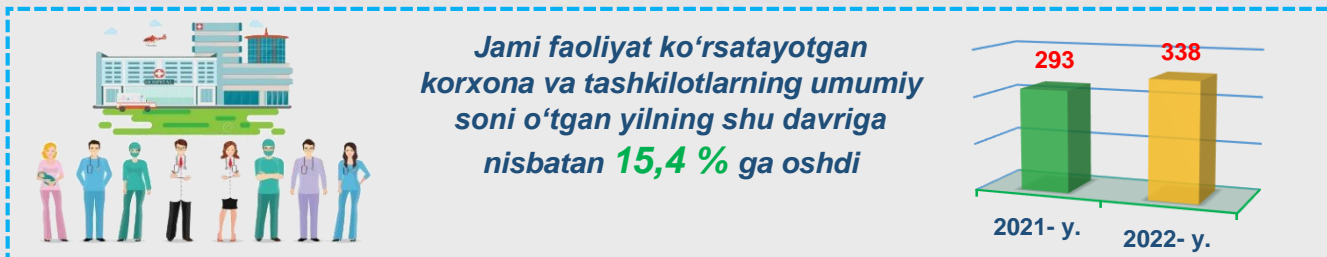 Jami faoliyat ko‘rsatayotgan
korxona va tashkilotlarning umumiy
soni o‘tgan yilning shu davriga
nisbatan 15,4 % ga oshdi
293
338
2021- y.
2022- y.